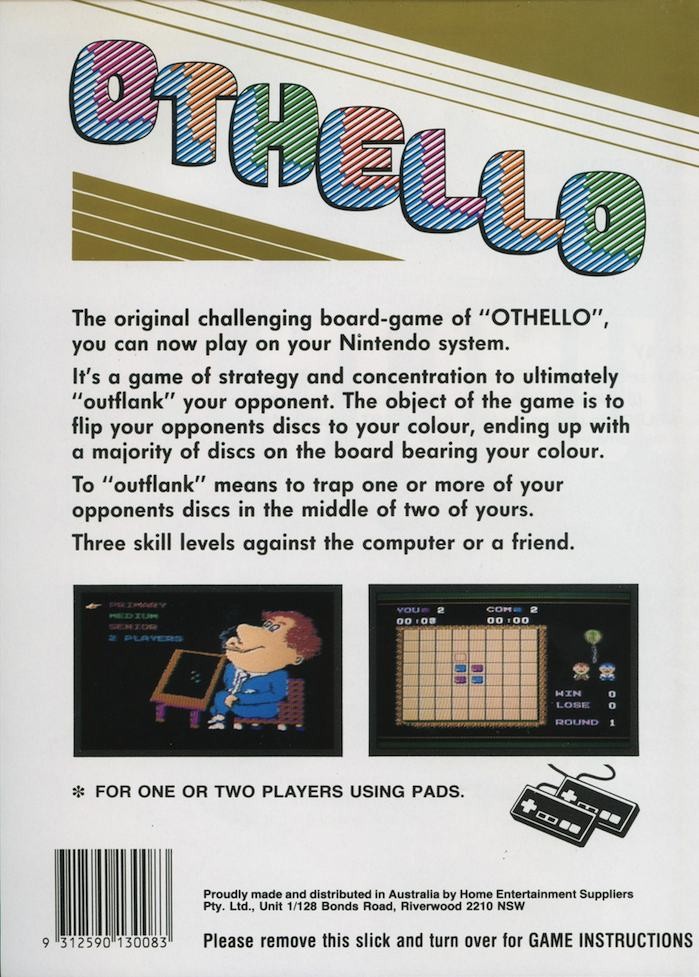 OTHELLO
The original challenging board-game of “OTHELLO”,
you can now play on your Nintendo system.
It’s a game of strategy and concentration to ultimately
“outflank” your opponent. The object of the game is to
flip your opponents discs to your colour, ending up with
a majority of discs on the board bearing your colour.
To “outflank” means to trap one or more of your
opponents discs in the middle of two of yours.
Three skill levels against the computer or a friend.
PRIMARY
MEDIUM
SENIOR
2 PLAYERS
YOU 2 COM 2
00:08 00:00
WIN 0
LOSE 0
ROUND 1
✻ FOR ONE OR TWO PLAYERS USING PADS.
Proudly made and distributed in Australia by Home Entertainment Suppliers
Pty. Ltd., Unit 1/128 Bonds Road, Riverwood 2210 NSW
9 312590 130083
Please remove this slick and turn over for GAME INSTRUCTIONS